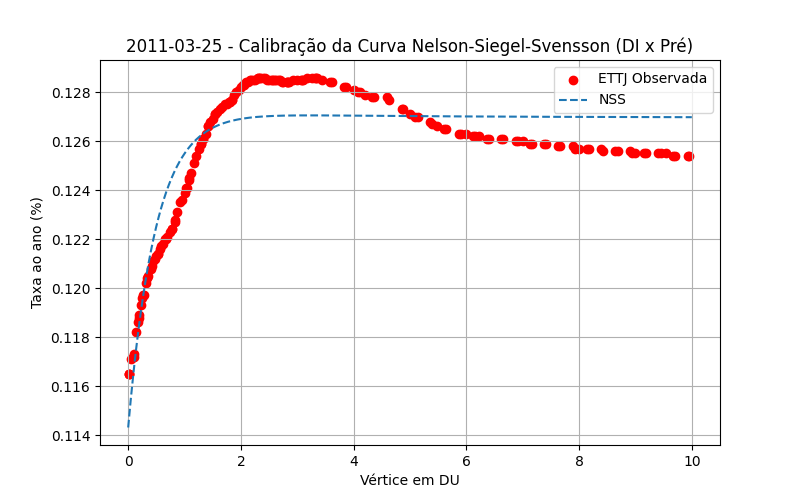 2011-03-25 - Calibração da Curva Nelson-Siegel-Svensson (DI x Pré)
ETTJ Observada
NSS
Taxa ao ano (%)
0.128
0.126
0.124
0.122
0.120
0.118
0.116
0.114
0
2
4
6
8
10
Vértice em DU